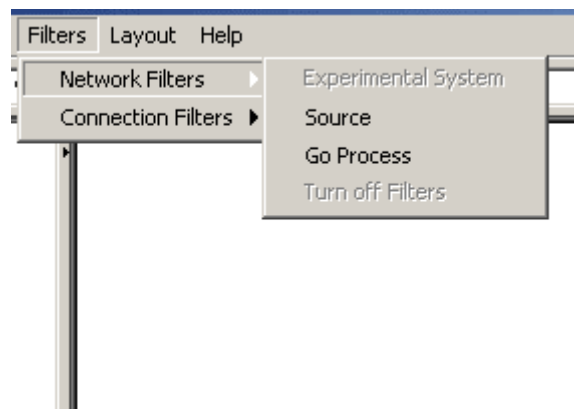 Filters Layout Help
Network Filters
Connection Filters
Experimental System
Source
Go Process
Turn off Filters